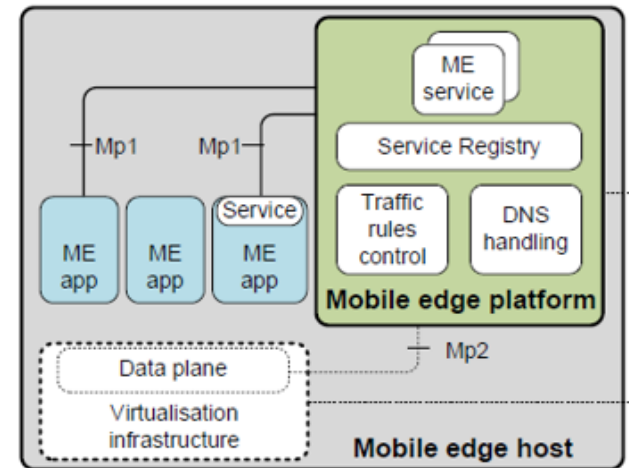 ME
service
Service Registry
Traffic
rules
control
DNS
handling
Mobile edge platform
Mp1
Mp1
ME
app
ME
app
Service
ME
app
Mp2
Data plane
Virtualisation
infrastructure
Mobile edge host